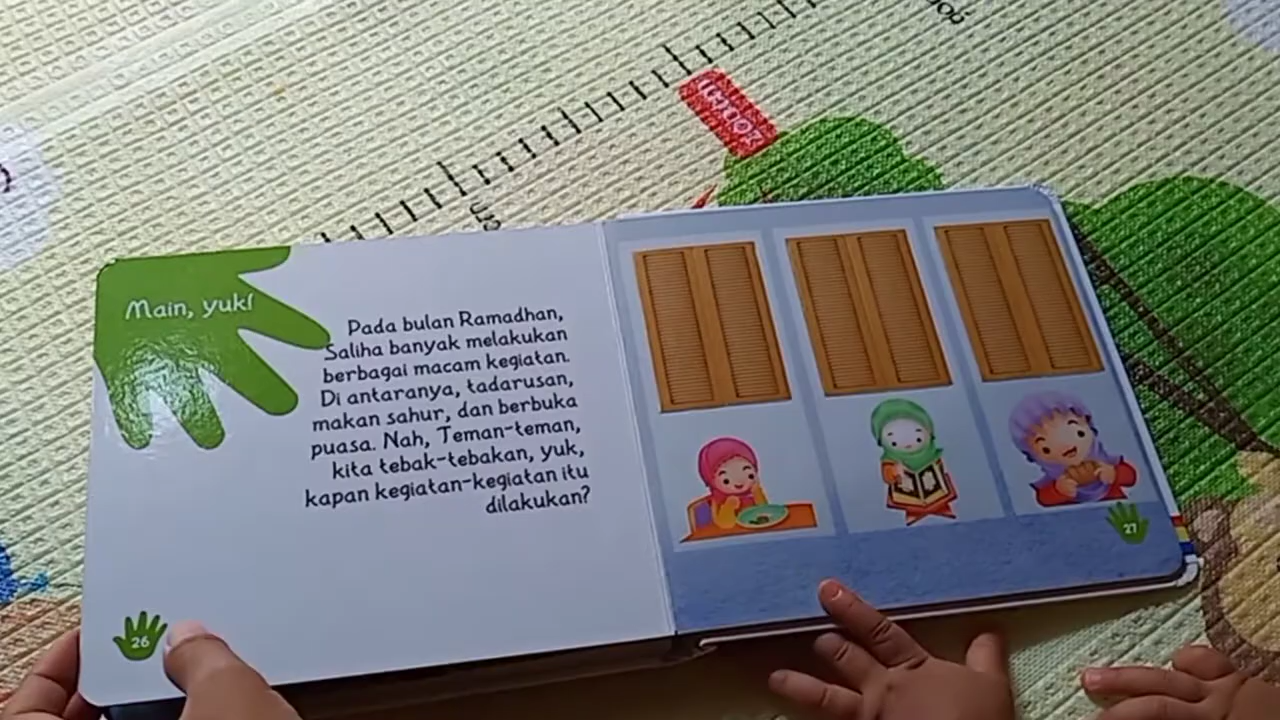 Main, yuk!
Pada bulan Ramadhan,
Saliha banyak melakukan
berbagai macam kegiatan.
Di antaranya, tadarusan,
makan sahur, dan berbuka
puasa. Nah, Teman-teman,
kita tebak-tebakan, yuk,
kapan kegiatan-kegiatan itu
dilakukan?
26
27